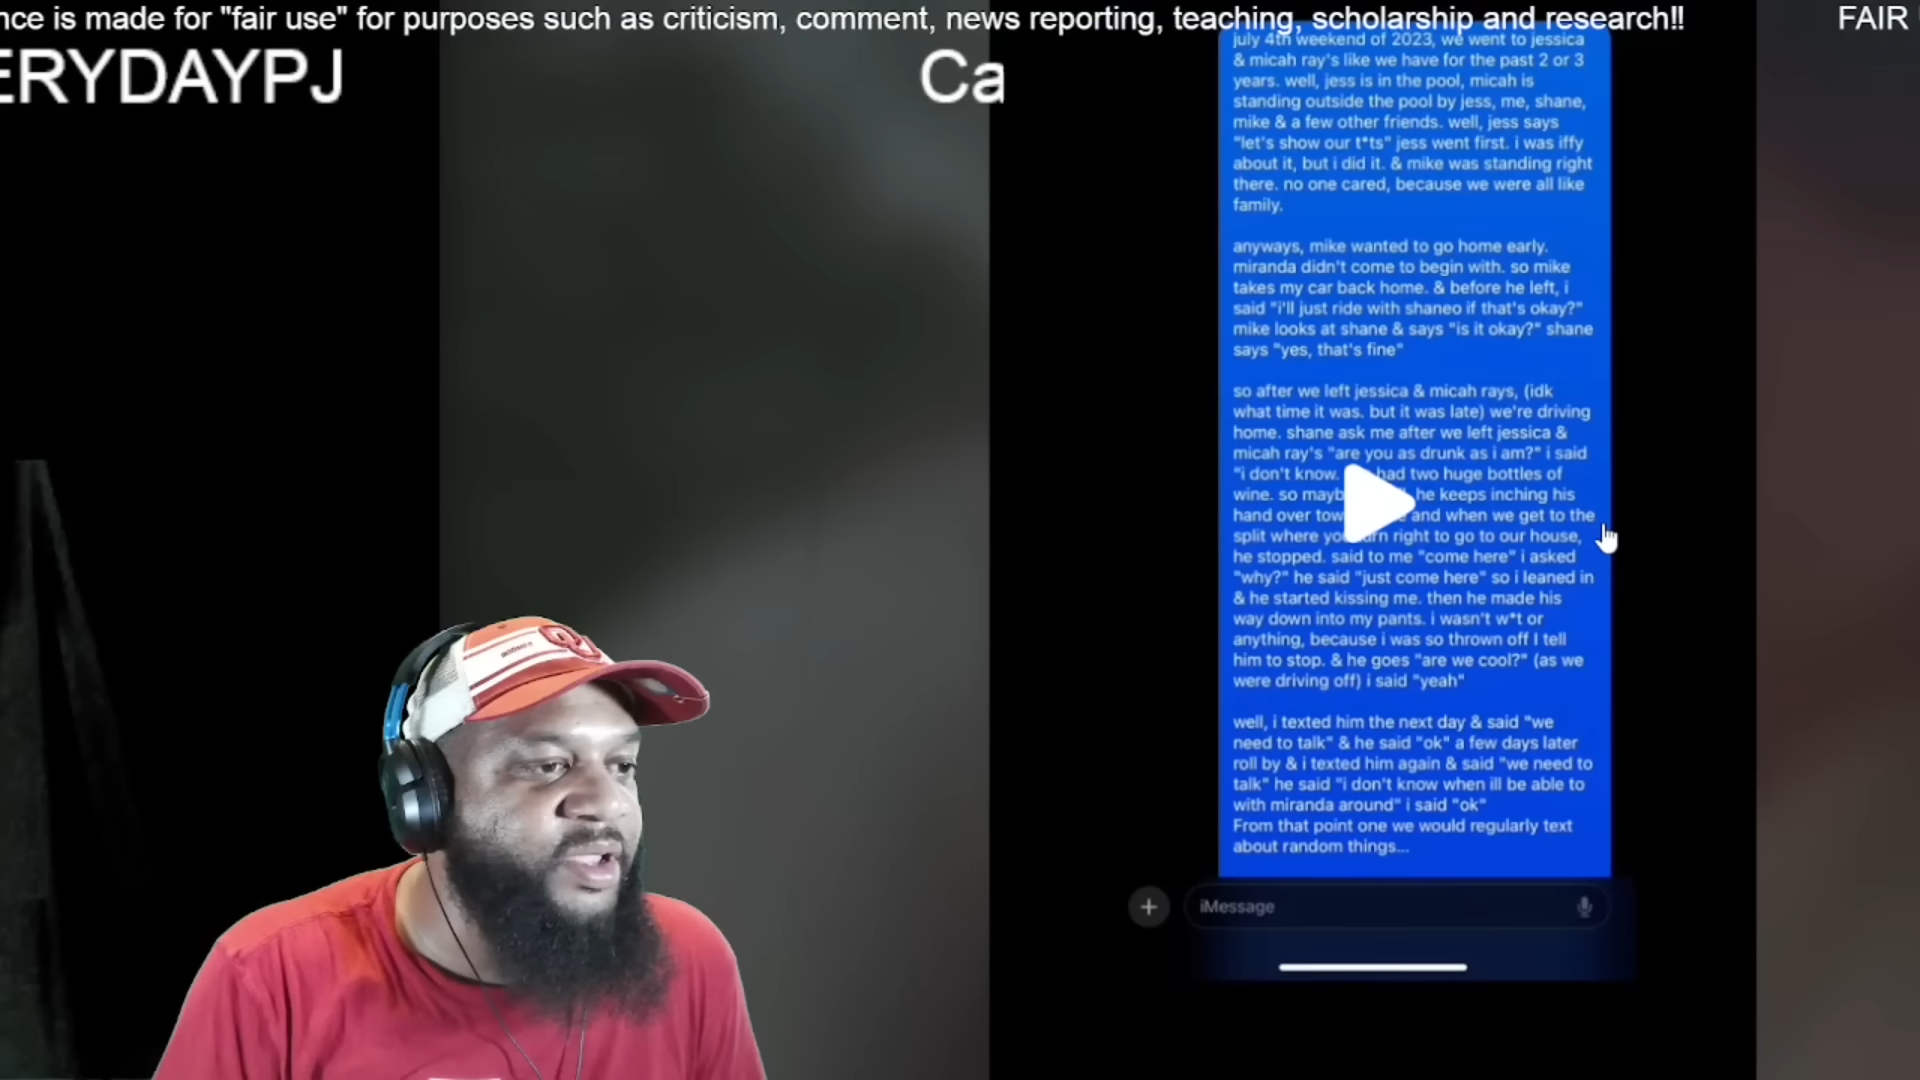 nce is made for "fair use" for purposes such as criticism, comment, news reporting, teaching, scholarship and research!!
FAIR
ERYDAYPJ
Ca
july 4th weekend of 2023, we went to jessica
& micah ray's like we have for the past 2 or 3
years. well, jess is in the pool, micah is
standing outside the pool by jess, me, shane,
mike & a few other friends. well, jess says
"let's show our t*ts" jess went first. i was iffy
about it, but i did it. & mike was standing right
there. no one cared, because we were all like
family.
anyways, mike wanted to go home early.
miranda didn't come to begin with. so mike
takes my car back home. & before he left, i
said "i'll just ride with shaneo if that's okay?"
mike looks at shane & says "is it okay?" shane
says "yes, that's fine"
so after we left jessica & micah rays, (idk
what time it was. but it was late) we're driving
home. shane ask me after we left jessica &
micah ray's "are you as drunk as i am?" i said
"i don't know. had two huge bottles of
wine. so he keeps inching his
hand over and when we get to the
split where right to go to our house,
he stopped. said to me "come here" i asked
"why?" he said "just come here" so i leaned in
& he started kissing me. then he made his
way down into my pants. i wasn't w*t or
anything, because i was so thrown off I tell
him to stop. & he goes "are we cool?" (as we
were driving off) i said "yeah"
well, i texted him the next day & said "we
need to talk" & he said "ok" a few days later
roll by & i texted him again & said "we need to
talk" he said "i don't know when ill be able to
with miranda around" i said "ok"
From that point one we would regularly text
about random things...
iMessage